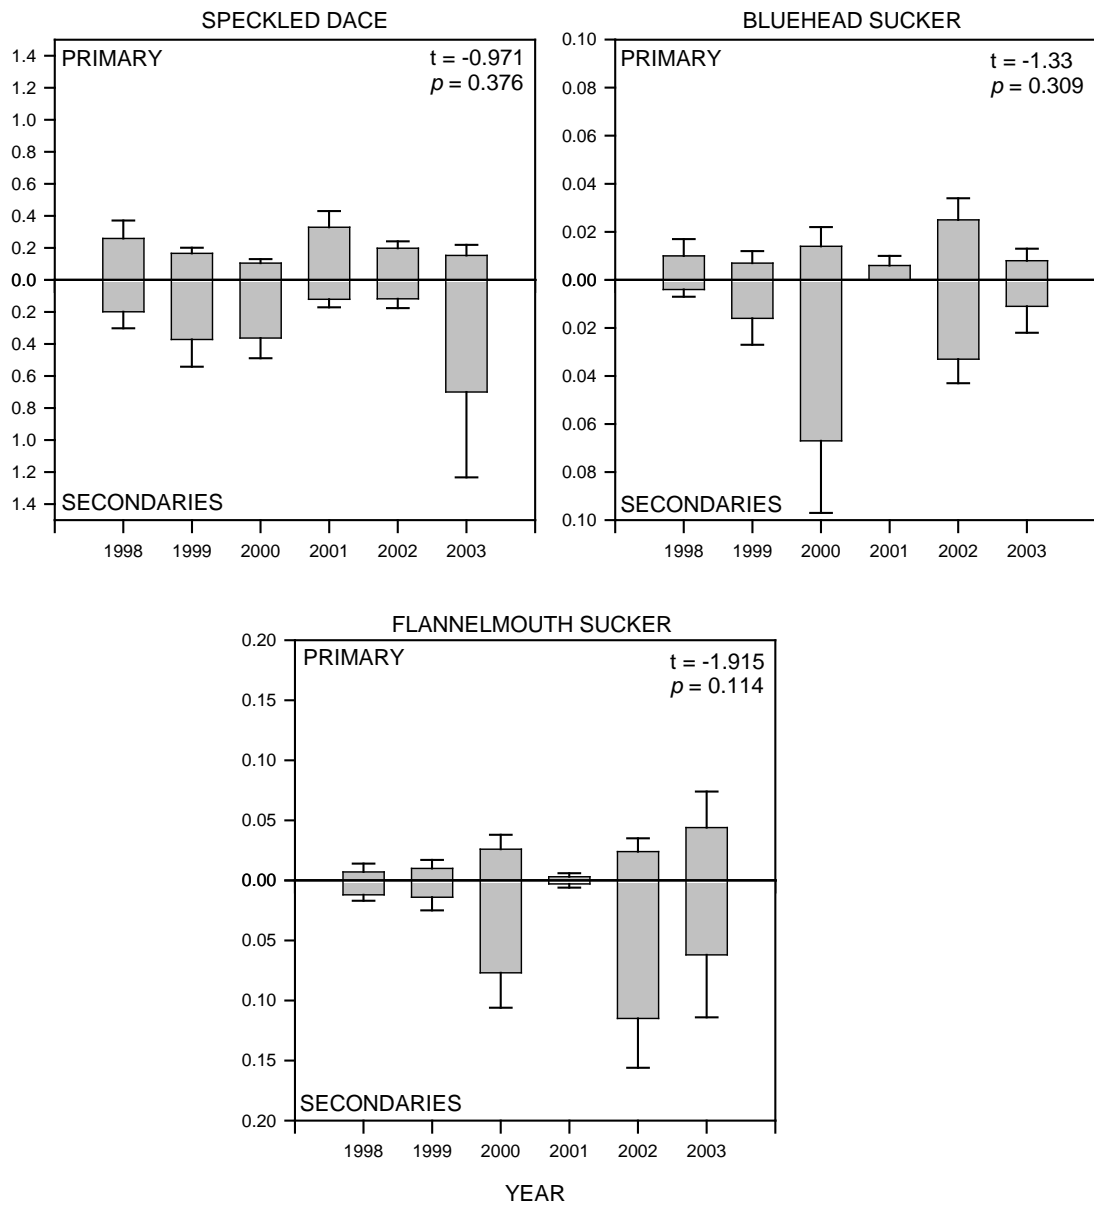 SPECKLED DACE
PRIMARY
t = -0.971
p = 0.376
1.4
1.2
1.0
0.8
0.6
0.4
0.2
0.0
0.2
0.4
0.6
0.8
1.0
1.2
1.4
SECONDARIES
1998 1999 2000 2001 2002 2003
BLUEHEAD SUCKER
PRIMARY
t = -1.33
p = 0.309
0.10
0.08
0.06
0.04
0.02
0.00
0.02
0.04
0.06
0.08
0.10
SECONDARIES
1998 1999 2000 2001 2002 2003
FLANNELMOUTH SUCKER
PRIMARY
t = -1.915
p = 0.114
0.20
0.15
0.10
0.05
0.00
0.05
0.10
0.15
0.20
SECONDARIES
1998 1999 2000 2001 2002 2003
YEAR